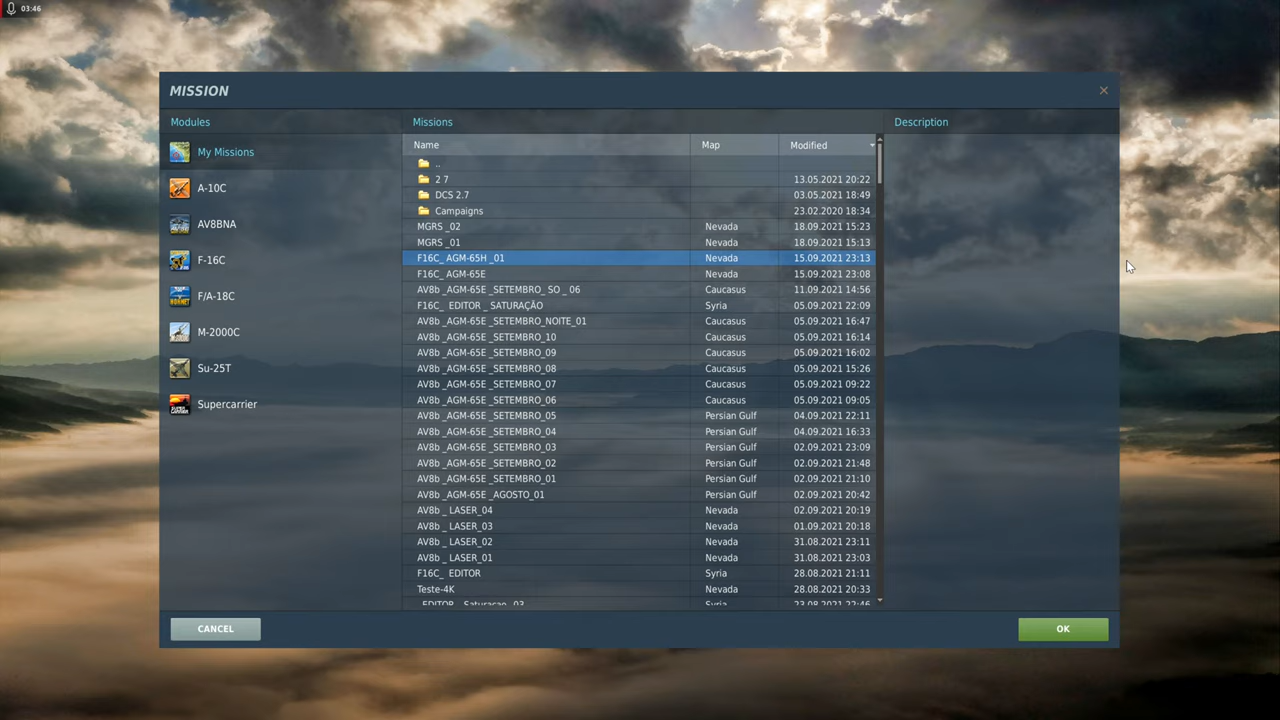 03:46
MISSION
Modules
My Missions
A-10C
AV8BNA
F-16C
F/A-18C
M-2000C
Su-25T
Supercarrier
Missions
Name Map Modified
..
2 7 13.05.2021 20:22
DCS 2.7 03.05.2021 18:49
Campaigns 23.02.2020 18:34
MGRS _02 Nevada 18.09.2021 15:23
MGRS _01 Nevada 18.09.2021 15:13
F16C_ AGM-65H _01 Nevada 15.09.2021 23:13
F16C_ AGM-65E Nevada 15.09.2021 23:08
AV8b _AGM-65E _SETEMBRO_ SO _ 06 Caucasus 11.09.2021 14:56
F16C_ EDITOR _ SATURAÇÃO Syria 05.09.2021 22:09
AV8b _AGM-65E _SETEMBRO_NOITE_01 Caucasus 05.09.2021 16:47
AV8b _AGM-65E _SETEMBRO_10 Caucasus 05.09.2021 16:14
AV8b _AGM-65E _SETEMBRO_09 Caucasus 05.09.2021 16:02
AV8b _AGM-65E _SETEMBRO_08 Caucasus 05.09.2021 15:26
AV8b _AGM-65E _SETEMBRO_07 Caucasus 05.09.2021 09:22
AV8b _AGM-65E _SETEMBRO_06 Caucasus 05.09.2021 09:05
AV8b _AGM-65E _SETEMBRO_05 Persian Gulf 04.09.2021 22:11
AV8b _AGM-65E _SETEMBRO_04 Persian Gulf 04.09.2021 16:33
AV8b _AGM-65E _SETEMBRO_03 Persian Gulf 02.09.2021 23:09
AV8b _AGM-65E _SETEMBRO_02 Persian Gulf 02.09.2021 21:48
AV8b _AGM-65E _SETEMBRO_01 Persian Gulf 02.09.2021 21:10
AV8b _AGM-65E _AGOSTO_01 Persian Gulf 02.09.2021 20:42
AV8b _ LASER_04 Nevada 02.09.2021 20:19
AV8b _ LASER_03 Nevada 01.09.2021 20:18
AV8b _ LASER_02 Nevada 31.08.2021 23:11
AV8b _ LASER_01 Nevada 31.08.2021 23:03
F16C_ EDITOR Syria 28.08.2021 21:11
Teste-4K Nevada 28.08.2021 20:33
_EDITOR_ Saturacao_03 Syria 23.08.2021 22:46
Description
CANCEL
OK